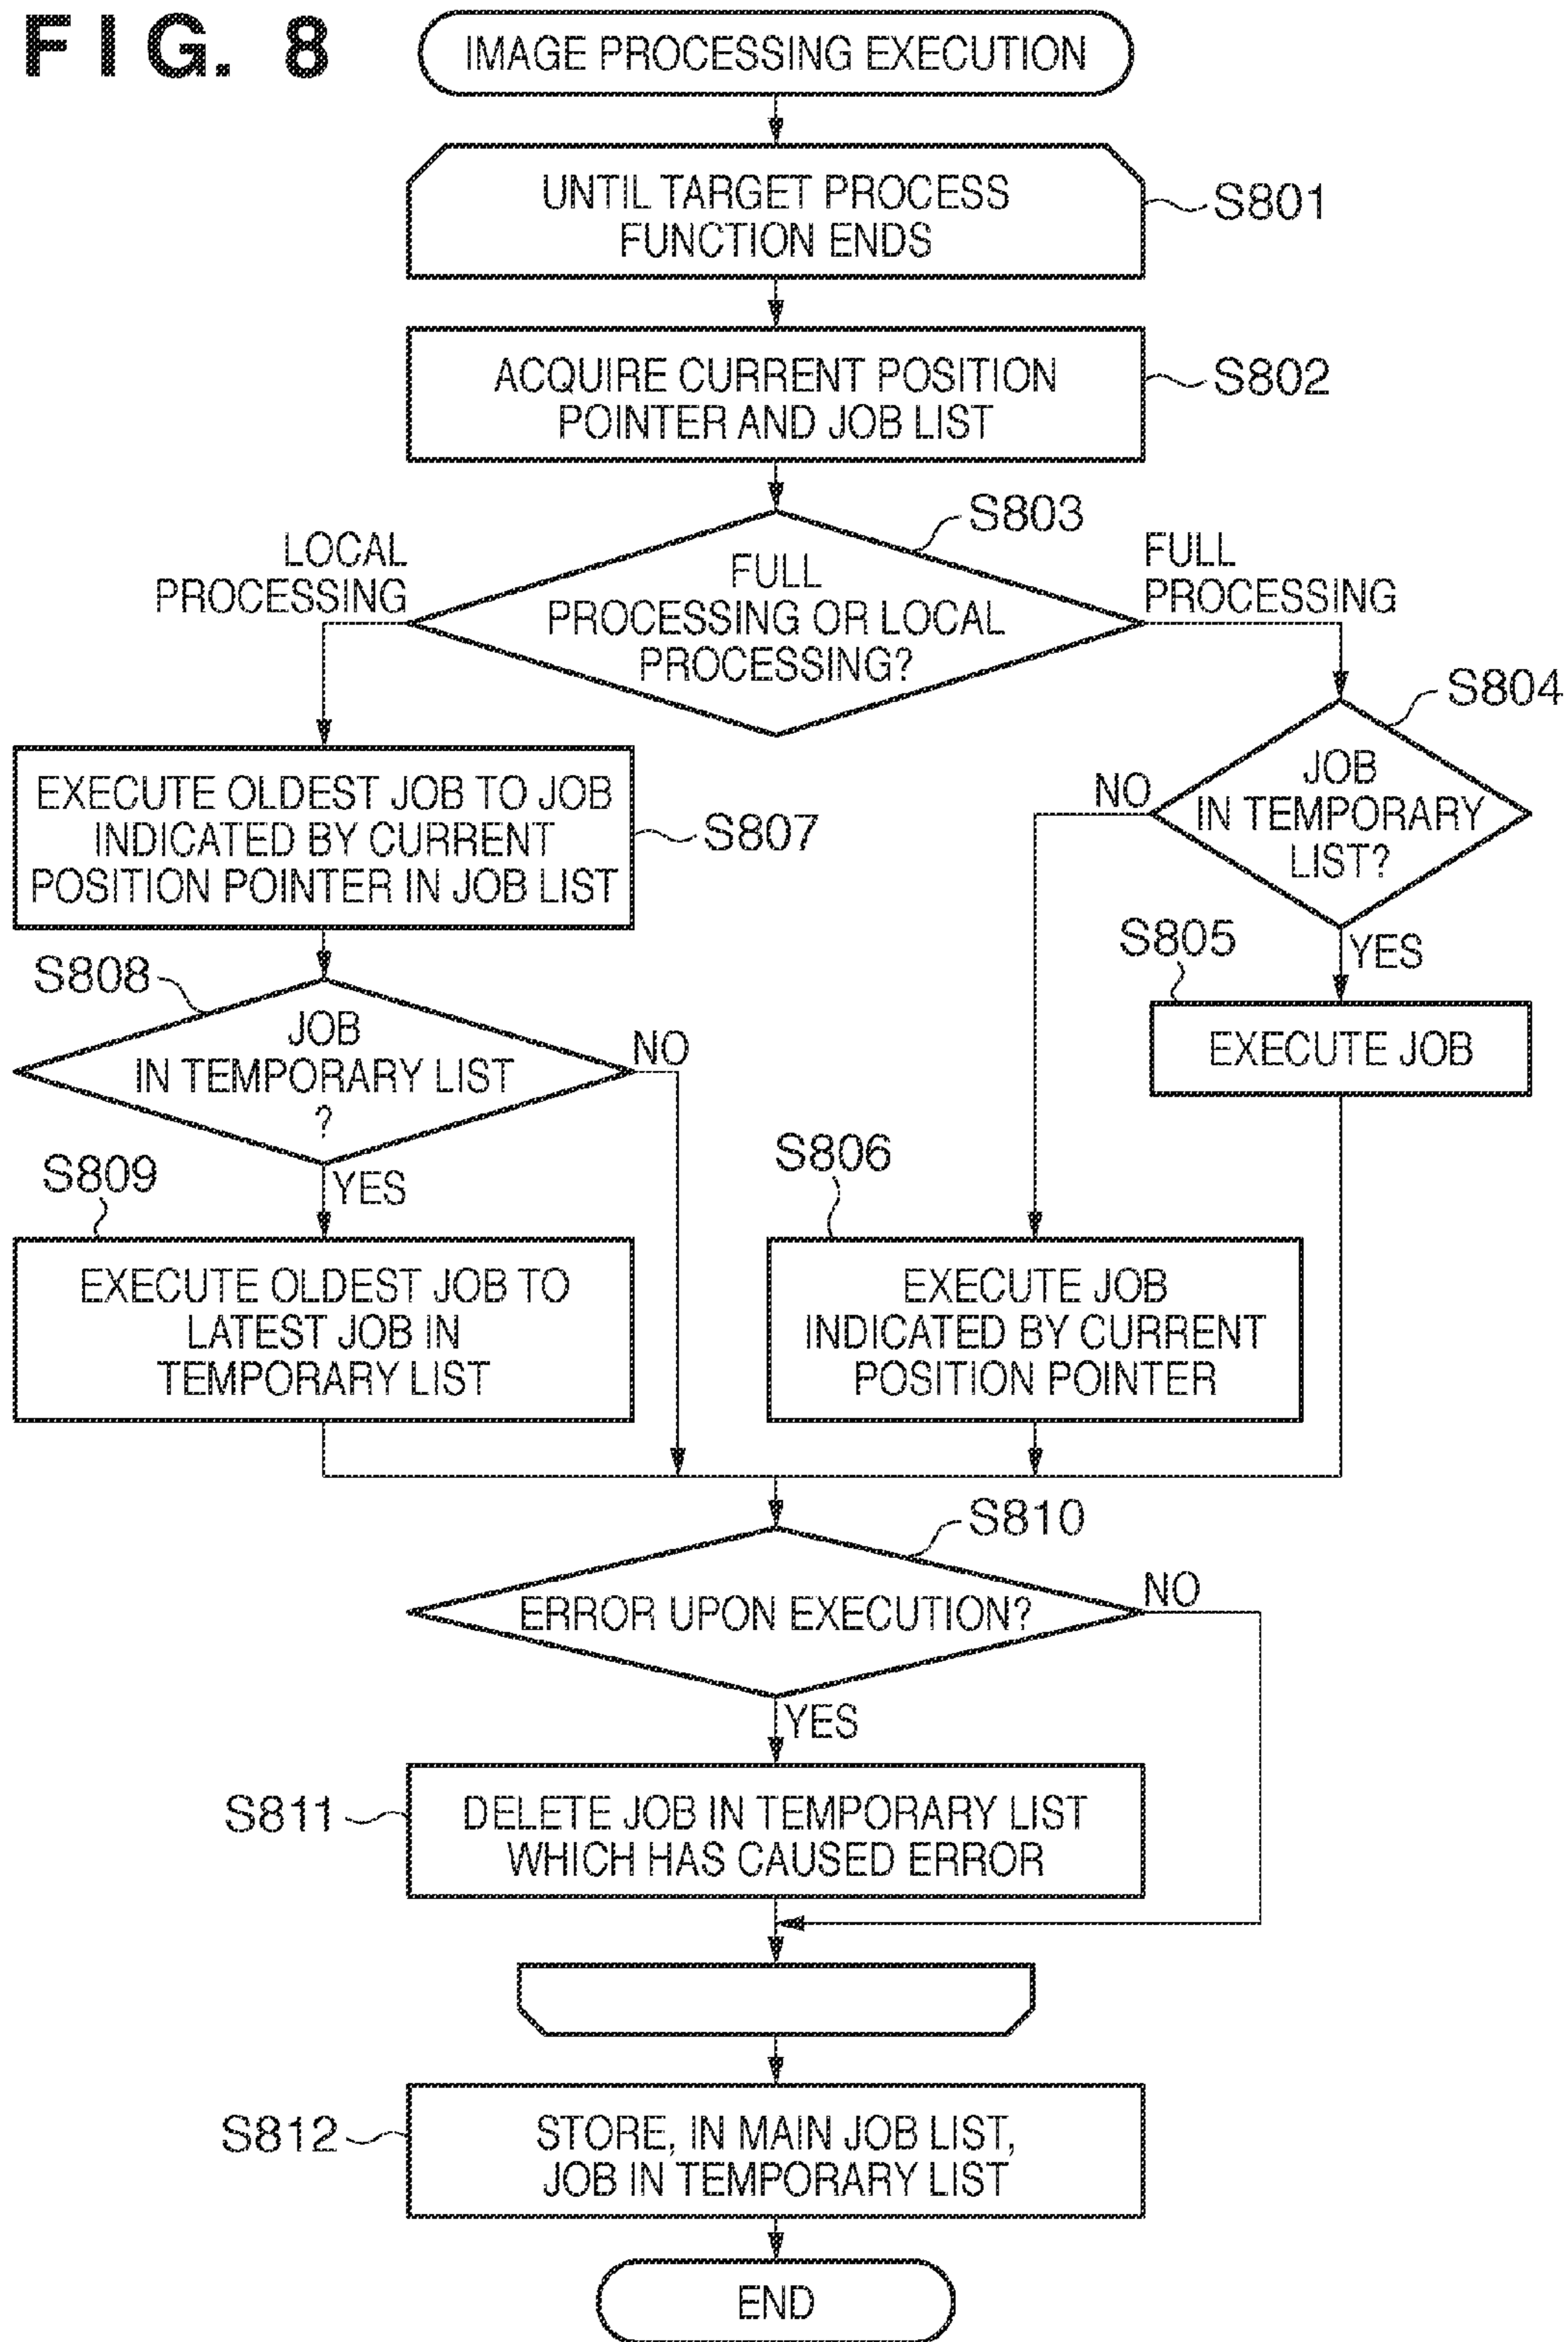 FIG. 8
IMAGE PROCESSING EXECUTION
UNTIL TARGET PROCESS
FUNCTION ENDS
S801
ACQUIRE CURRENT POSITION
POINTER AND JOB LIST
S802
S803
LOCAL
PROCESSING
FULL
PROCESSING OR LOCAL
PROCESSING?
FULL
PROCESSING
S804
JOB
IN TEMPORARY
LIST?
NO
YES
EXECUTE OLDEST JOB TO JOB
INDICATED BY CURRENT
POSITION POINTER IN JOB LIST
S807
S805
EXECUTE JOB
S808
JOB
IN TEMPORARY LIST
?
NO
YES
S809
EXECUTE OLDEST JOB TO
LATEST JOB IN
TEMPORARY LIST
S806
EXECUTE JOB
INDICATED BY CURRENT
POSITION POINTER
S810
ERROR UPON EXECUTION?
NO
YES
S811
DELETE JOB IN TEMPORARY LIST
WHICH HAS CAUSED ERROR
S812
STORE, IN MAIN JOB LIST,
JOB IN TEMPORARY LIST
END